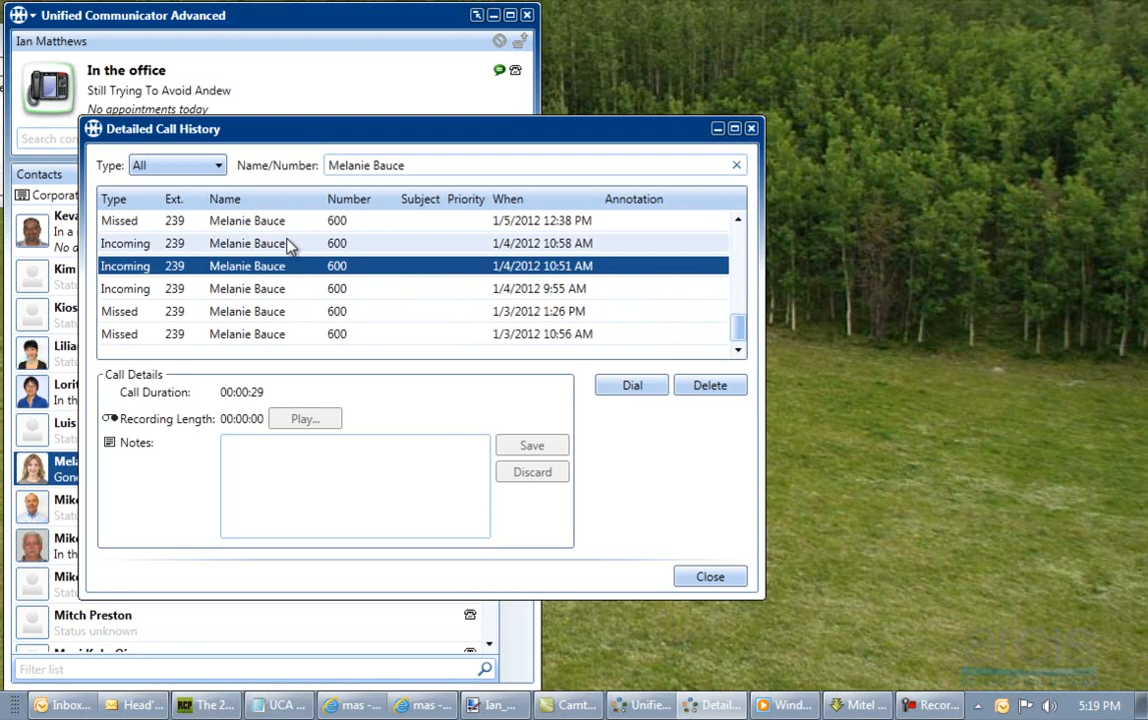 Unified Communicator Advanced
Ian Matthews
In the office
Still Trying To Avoid Andew
No appointments today
Search con
Detailed Call History
Type: All Name/Number: Melanie Bauce
Contacts
Corporat
Type Ext. Name Number Subject Priority When Annotation
Missed 239 Melanie Bauce 600 1/5/2012 12:38 PM
Incoming 239 Melanie Bauce 600 1/4/2012 10:58 AM
Incoming 239 Melanie Bauce 600 1/4/2012 10:51 AM
Incoming 239 Melanie Bauce 600 1/4/2012 9:55 AM
Missed 239 Melanie Bauce 600 1/3/2012 1:26 PM
Missed 239 Melanie Bauce 600 1/3/2012 10:56 AM
Keva
In a
No a
Kim
Statu
Kios
Statu
Lilia
Statu
Lorit
In th
Luis
Statu
Mela
Gone
Mike
Statu
Mike
In th
Mike
Statu
Call Details
Call Duration: 00:00:29
Recording Length: 00:00:00 Play...
Notes:
Dial Delete
Save
Discard
Close
Mitch Preston
Status unknown
Filter list
Inbox... Head'... RCP The 2... UCA ... mas -... mas -... Ian_... Camt... Unifie... Detail... Wind... Mitel ... Recor... 5:19 PM